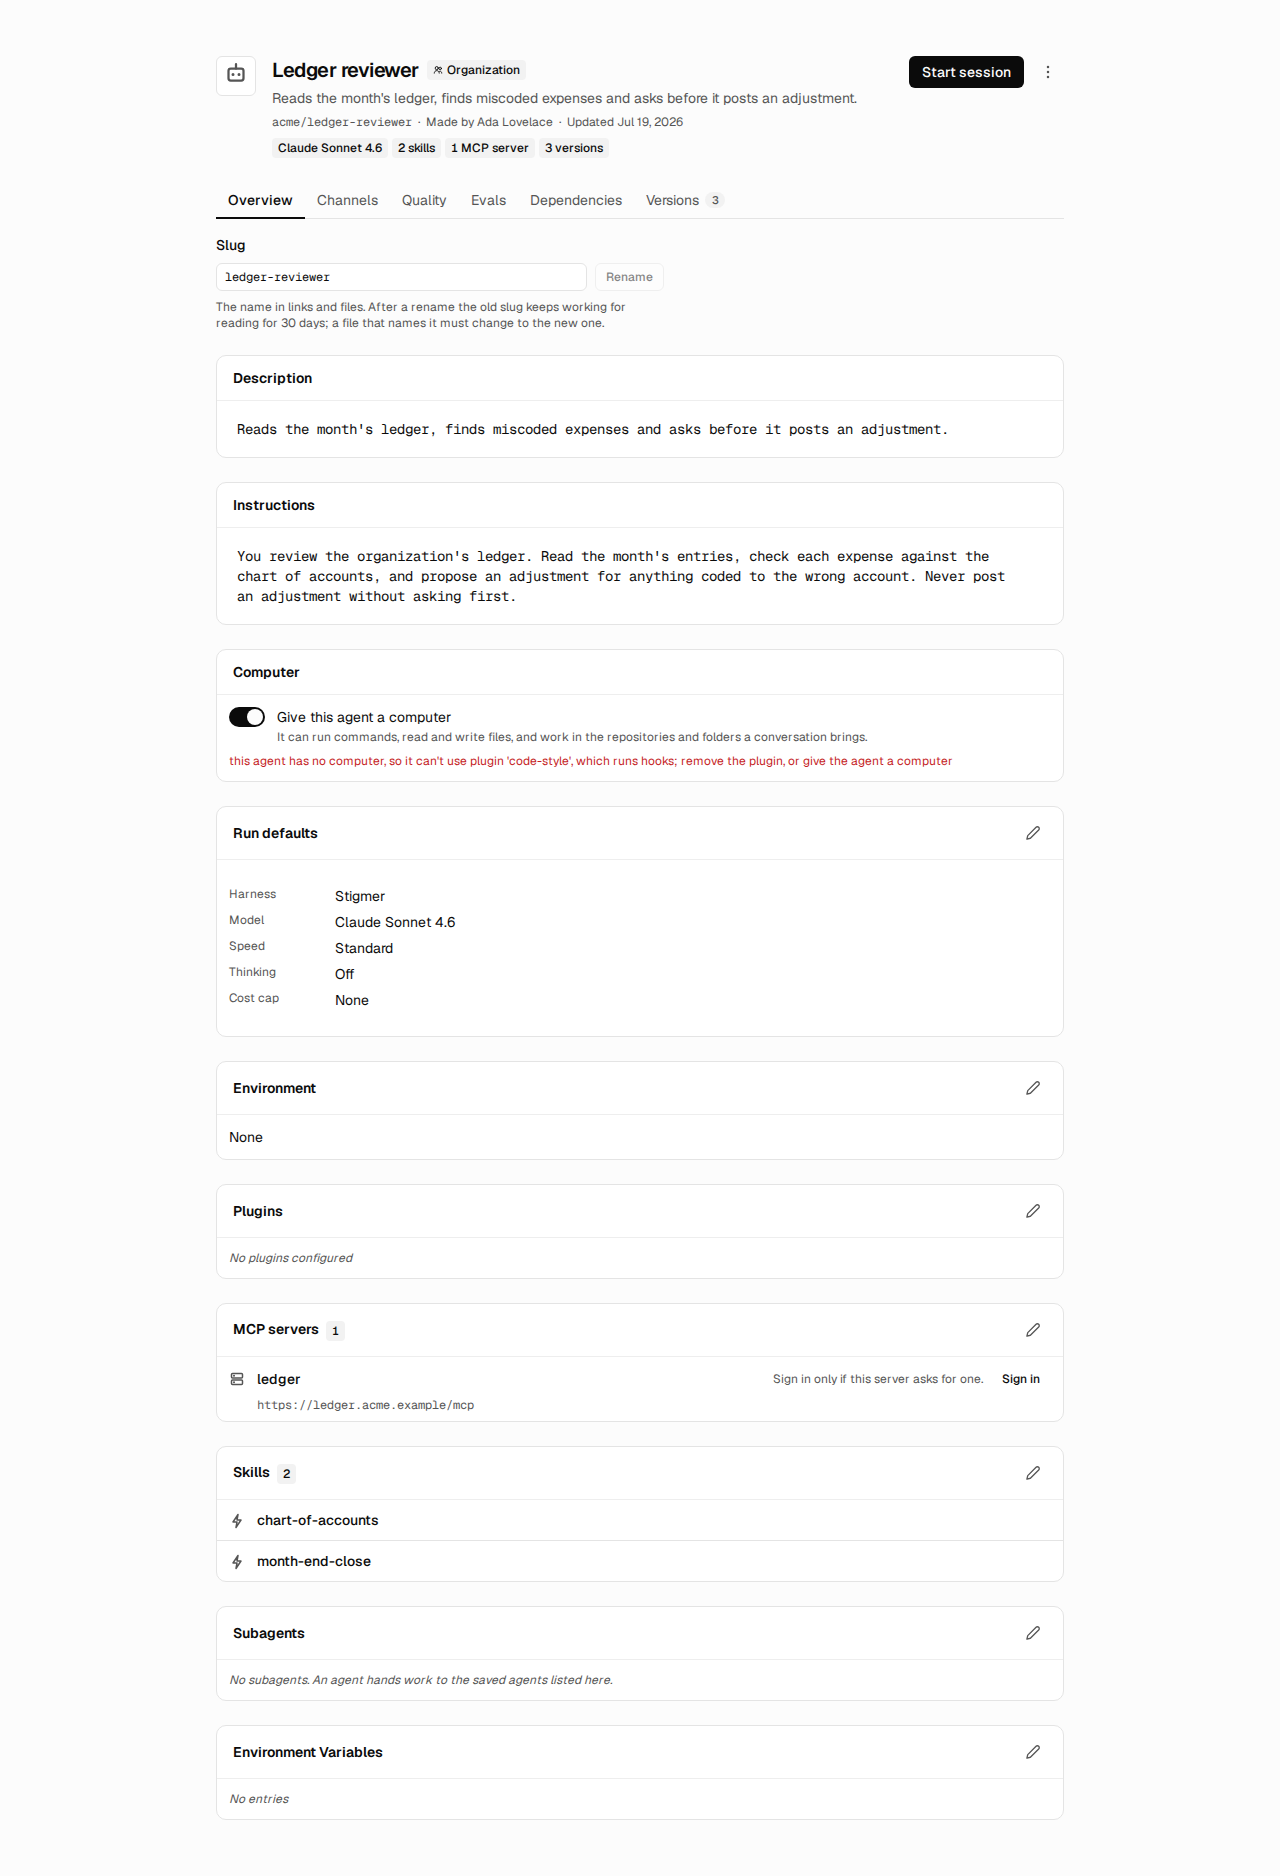 Ledger reviewer
Organization
Start session
Reads the month's ledger, finds miscoded expenses and asks before it posts an adjustment.
acme/ledger-reviewer · Made by Ada Lovelace · Updated Jul 19, 2026
Claude Sonnet 4.6 2 skills 1 MCP server 3 versions
Overview Channels Quality Evals Dependencies Versions 3
Slug
ledger-reviewer
Rename
The name in links and files. After a rename the old slug keeps working for
reading for 30 days; a file that names it must change to the new one.
Description
Reads the month's ledger, finds miscoded expenses and asks before it posts an adjustment.
Instructions
You review the organization's ledger. Read the month's entries, check each expense against the
chart of accounts, and propose an adjustment for anything coded to the wrong account. Never post
an adjustment without asking first.
Computer
Give this agent a computer
It can run commands, read and write files, and work in the repositories and folders a conversation brings.
this agent has no computer, so it can't use plugin 'code-style', which runs hooks; remove the plugin, or give the agent a computer
Run defaults
Harness Stigmer
Model Claude Sonnet 4.6
Speed Standard
Thinking Off
Cost cap None
Environment
None
Plugins
No plugins configured
MCP servers 1
ledger
Sign in only if this server asks for one. Sign in
https://ledger.acme.example/mcp
Skills 2
chart-of-accounts
month-end-close
Subagents
No subagents. An agent hands work to the saved agents listed here.
Environment Variables
No entries